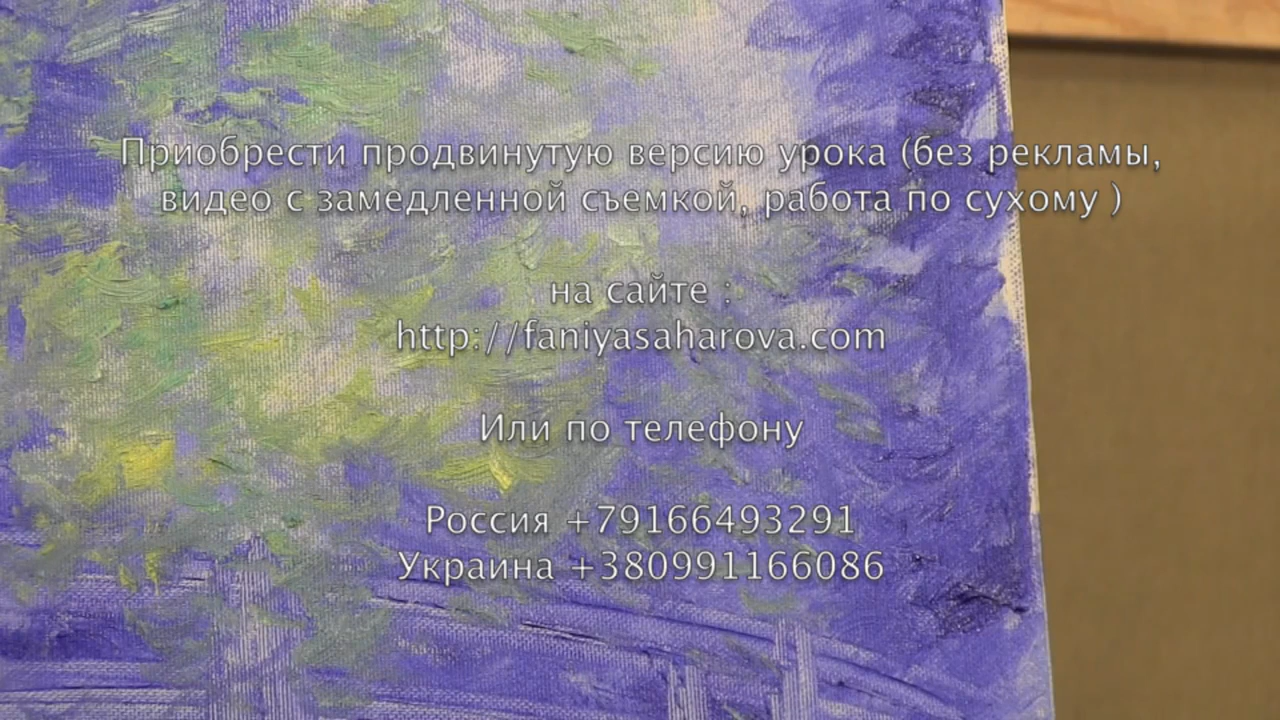 Приобрести продвинутую версию урока (без рекламы,
видео с замедленной съемкой, работа по сухому )
на сайте :
http://faniyasaharova.com
Или по телефону
Россия +79166493291
Украина +380991166086